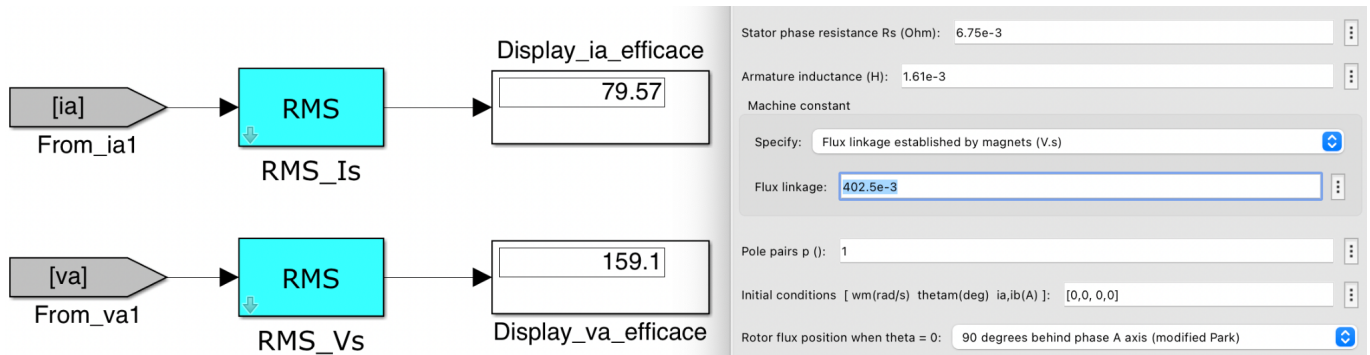 [ia]
From_ia1
RMS
RMS_Is
Display_ia_efficace
79.57
[va]
From_va1
RMS
RMS_Vs
159.1
Display_va_efficace
Stator phase resistance Rs (Ohm): 6.75e-3
Armature inductance (H): 1.61e-3
Machine constant
Specify: Flux linkage established by magnets (V.s)
Flux linkage: 402.5e-3
Pole pairs p (): 1
Initial conditions [ wm(rad/s) thetam(deg) ia,ib(A) ]: [0,0, 0,0]
Rotor flux position when theta = 0: 90 degrees behind phase A axis (modified Park)